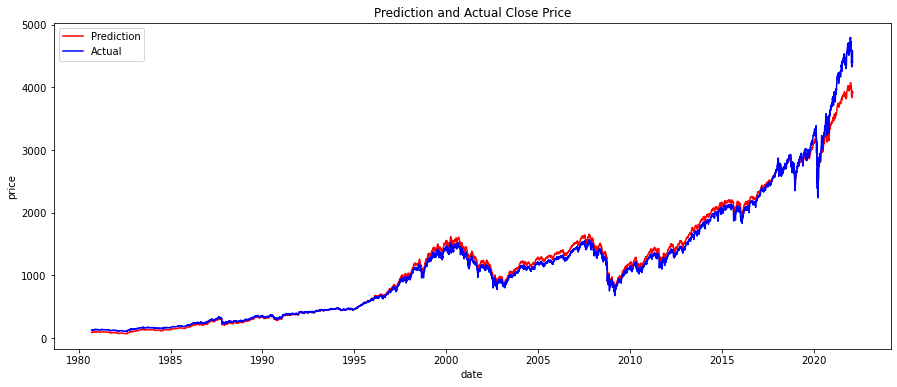 Prediction and Actual Close Price
Prediction
Actual
price
5000
4000
3000
2000
1000
0
1980 1985 1990 1995 2000 2005 2010 2015 2020
date